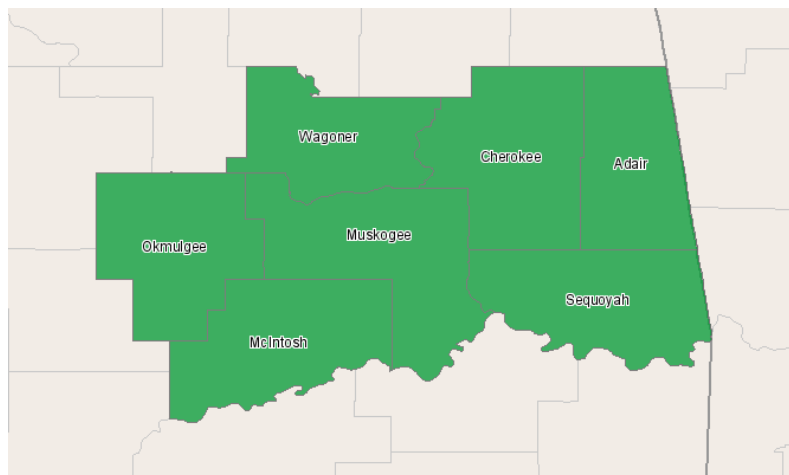 Wagoner
Cherokee
Adair
Muskogee
Okmulgee
Sequoyah
McIntosh